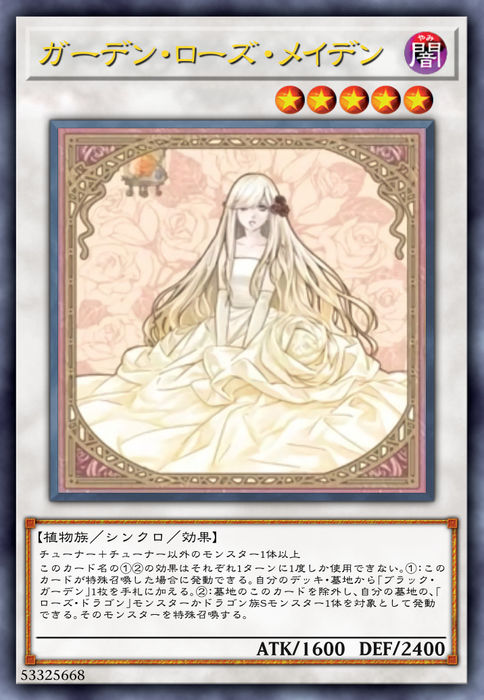 ガーデン・ローズ・メイデン
やみ
闇
【植物族／シンクロ／効果】
チューナー＋チューナー以外のモンスター1体以上
このカード名の①②の効果はそれぞれ1ターンに1度しか使用できない。①：こ
のカードが特殊召喚した場合に発動できる。自分のデッキ・墓地から「ブラック・
ガーデン」1枚を手札に加える。②：墓地のこのカードを除外し、自分の墓地の、「
ローズ・ドラゴン」モンスターかドラゴン族Sモンスター1体を対象として発動
できる。そのモンスターを特殊召喚する。
ATK/1600 DEF/2400
53325668